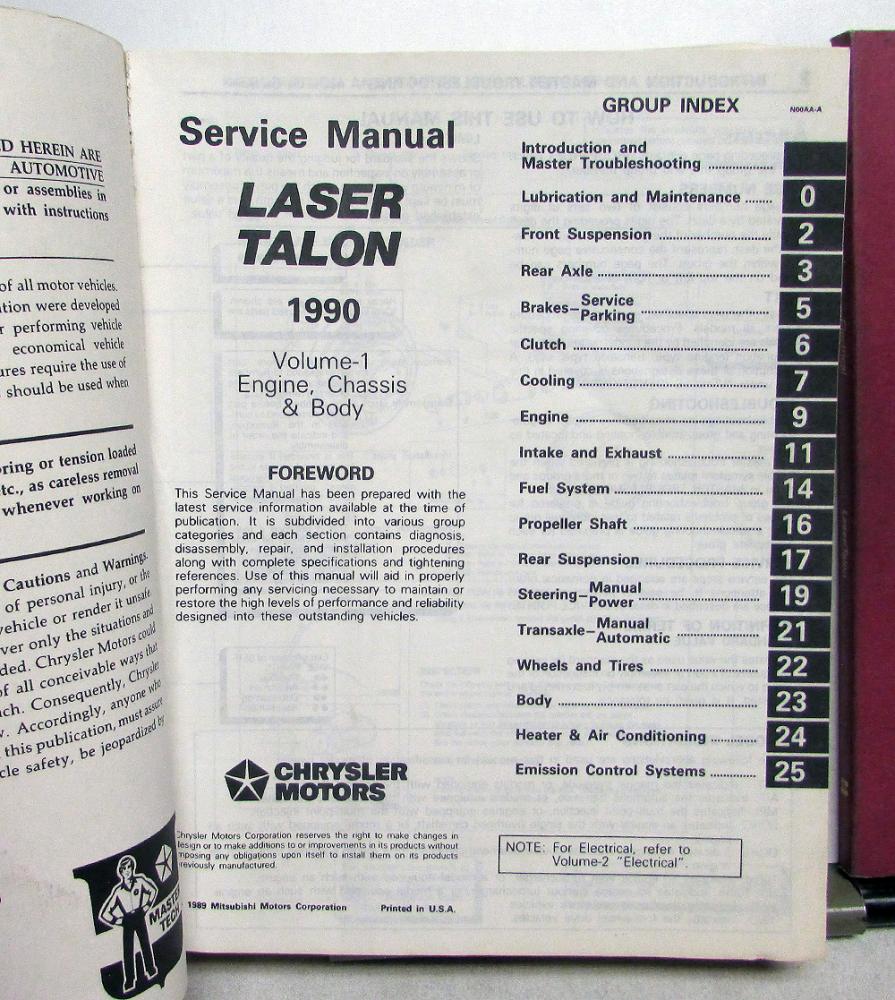 D HEREIN ARE
AUTOMOTIVE
or assemblies in
with instructions
of all motor vehicles.
tion were developed
r performing vehicle
economical vehicle
ures require the use of
should be used when
oring or tension loaded
etc., as careless removal
whenever working on
Cautions and Warnings.
of personal injury, or the
vehicle or render it unsafe
ver only the situations and
ded. Chrysler Motors could
of all conceivable ways that
ch. Consequently, Chrysler
y. Accordingly, anyone who
this publication, must assure
cle safety, be jeopardized by
MASTER
TECH
Service Manual
LASER
TALON
1990
Volume-1
Engine, Chassis
& Body
FOREWORD
This Service Manual has been prepared with the
latest service information available at the time of
publication. It is subdivided into various group
categories and each section contains diagnosis,
disassembly, repair, and installation procedures
along with complete specifications and tightening
references. Use of this manual will aid in properly
performing any servicing necessary to maintain or
restore the high levels of performance and reliability
designed into these outstanding vehicles.
CHRYSLER
MOTORS
Chrysler Motors Corporation reserves the right to make changes in
design or to make additions to or improvements in its products without
imposing any obligations upon itself to install them on its products
previously manufactured.
1989 Mitsubishi Motors Corporation Printed in U.S.A.
GROUP INDEX
N00AA-A
Introduction and
Master Troubleshooting
Lubrication and Maintenance 0
Front Suspension 2
Rear Axle 3
Brakes–Service
Parking 5
Clutch 6
Cooling 7
Engine 9
Intake and Exhaust 11
Fuel System 14
Propeller Shaft 16
Rear Suspension 17
Steering–Manual
Power 19
Transaxle–Manual
Automatic 21
Wheels and Tires 22
Body 23
Heater & Air Conditioning 24
Emission Control Systems 25
NOTE: For Electrical, refer to
Volume-2 "Electrical".